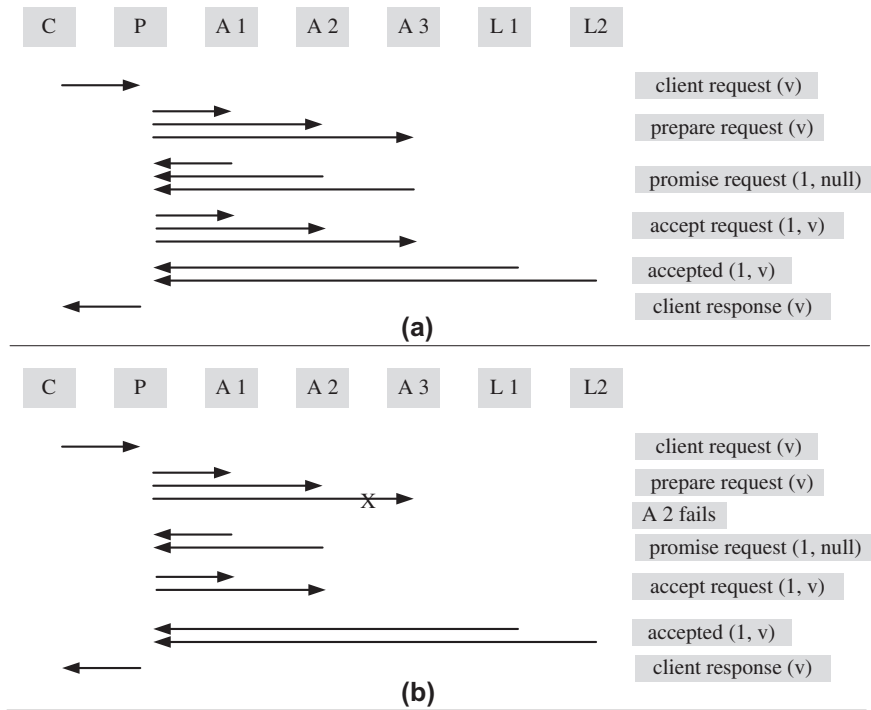 C P A 1 A 2 A 3 L 1 L2
client request (v)
prepare request (v)
promise request (1, null)
accept request (1, v)
accepted (1, v)
client response (v)
(a)
C P A 1 A 2 A 3 L 1 L2
client request (v)
prepare request (v)
X
A 2 fails
promise request (1, null)
accept request (1, v)
accepted (1, v)
client response (v)
(b)